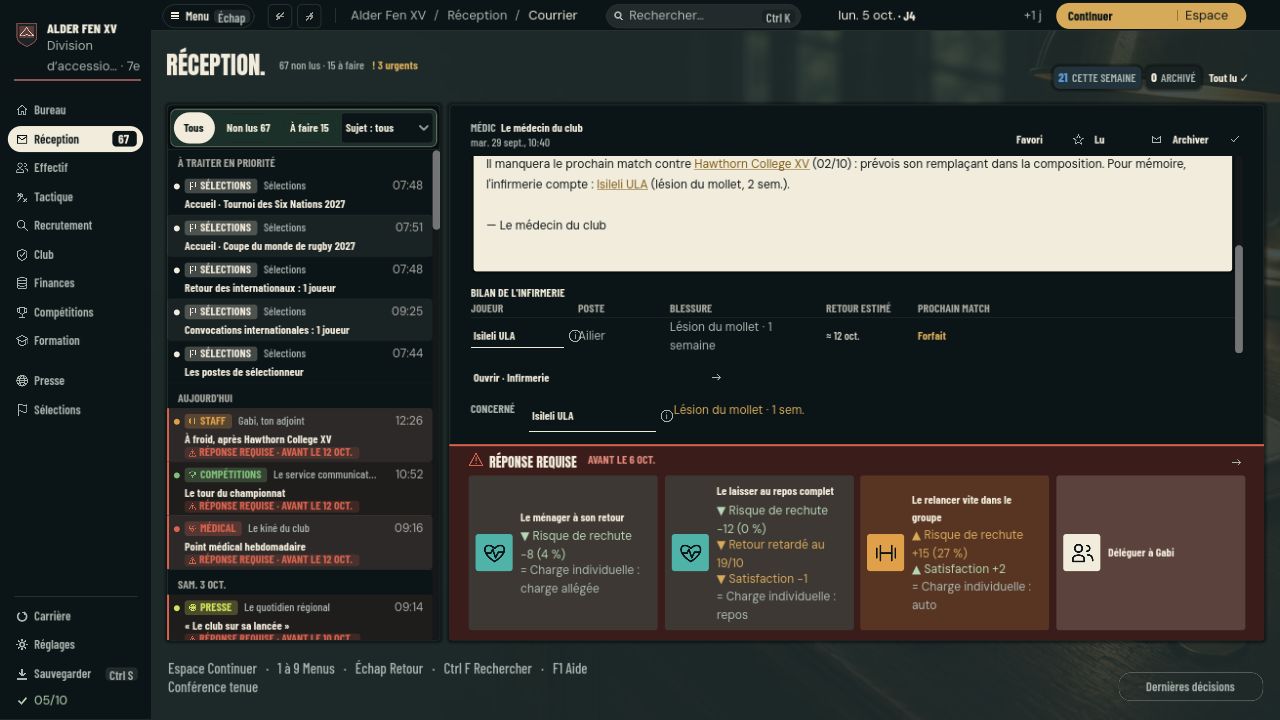 ALDER FEN XV
Division
d'accessio... · 7e
Bureau
Réception 67
Effectif
Tactique
Recrutement
Club
Finances
Compétitions
Formation
Presse
Sélections
Carrière
Réglages
Sauvegarder Ctrl S
05/10
Menu Échap
Alder Fen XV / Réception / Courrier
Rechercher... Ctrl K
lun. 5 oct. · J4
+1 j
Continuer Espace
RÉCEPTION.
67 non lus · 15 à faire ! 3 urgents
21 CETTE SEMAINE 0 ARCHIVÉ Tout lu ✓
Tous Non lus 67 À faire 15 Sujet : tous
À TRAITER EN PRIORITÉ
SÉLECTIONS Sélections 07:48
Accueil · Tournoi des Six Nations 2027
SÉLECTIONS Sélections 07:51
Accueil · Coupe du monde de rugby 2027
SÉLECTIONS Sélections 07:48
Retour des internationaux : 1 joueur
SÉLECTIONS Sélections 09:25
Convocations internationales : 1 joueur
SÉLECTIONS Sélections 07:44
Les postes de sélectionneur
AUJOURD'HUI
STAFF Gabi, ton adjoint 12:26
À froid, après Hawthorn College XV
RÉPONSE REQUISE · AVANT LE 12 OCT.
COMPÉTITIONS Le service communicat... 10:52
Le tour du championnat
RÉPONSE REQUISE · AVANT LE 12 OCT.
MÉDICAL Le kiné du club 09:16
Point médical hebdomadaire
RÉPONSE REQUISE · AVANT LE 12 OCT.
SAM. 3 OCT.
PRESSE Le quotidien régional 09:14
« Le club sur sa lancée »
RÉPONSE REQUISE · AVANT LE 10 OCT.
MÉDIC Le médecin du club
mar. 29 sept., 10:40
Favori Lu Archiver
Il manquera le prochain match contre Hawthorn College XV (02/10) : prévois son remplaçant dans la composition. Pour mémoire,
l'infirmerie compte : Isileli ULA (lésion du mollet, 2 sem.).
— Le médecin du club
BILAN DE L'INFIRMERIE
JOUEUR POSTE BLESSURE RETOUR ESTIMÉ PROCHAIN MATCH
Isileli ULA Ailier Lésion du mollet · 1
semaine
≈ 12 oct. Forfait
Ouvrir · Infirmerie →
CONCERNÉ Isileli ULA Lésion du mollet · 1 sem.
RÉPONSE REQUISE AVANT LE 6 OCT. →
Le ménager à son retour
▼ Risque de rechute
−8 (4 %)
= Charge individuelle :
charge allégée
Le laisser au repos complet
▼ Risque de rechute
−12 (0 %)
▼ Retour retardé au
19/10
▼ Satisfaction −1
= Charge individuelle :
repos
Le relancer vite dans le
groupe
▲ Risque de rechute
+15 (27 %)
▲ Satisfaction +2
= Charge individuelle :
auto
Déléguer à Gabi
Espace Continuer · 1 à 9 Menus · Échap Retour · Ctrl F Rechercher · F1 Aide
Conférence tenue
Dernières décisions